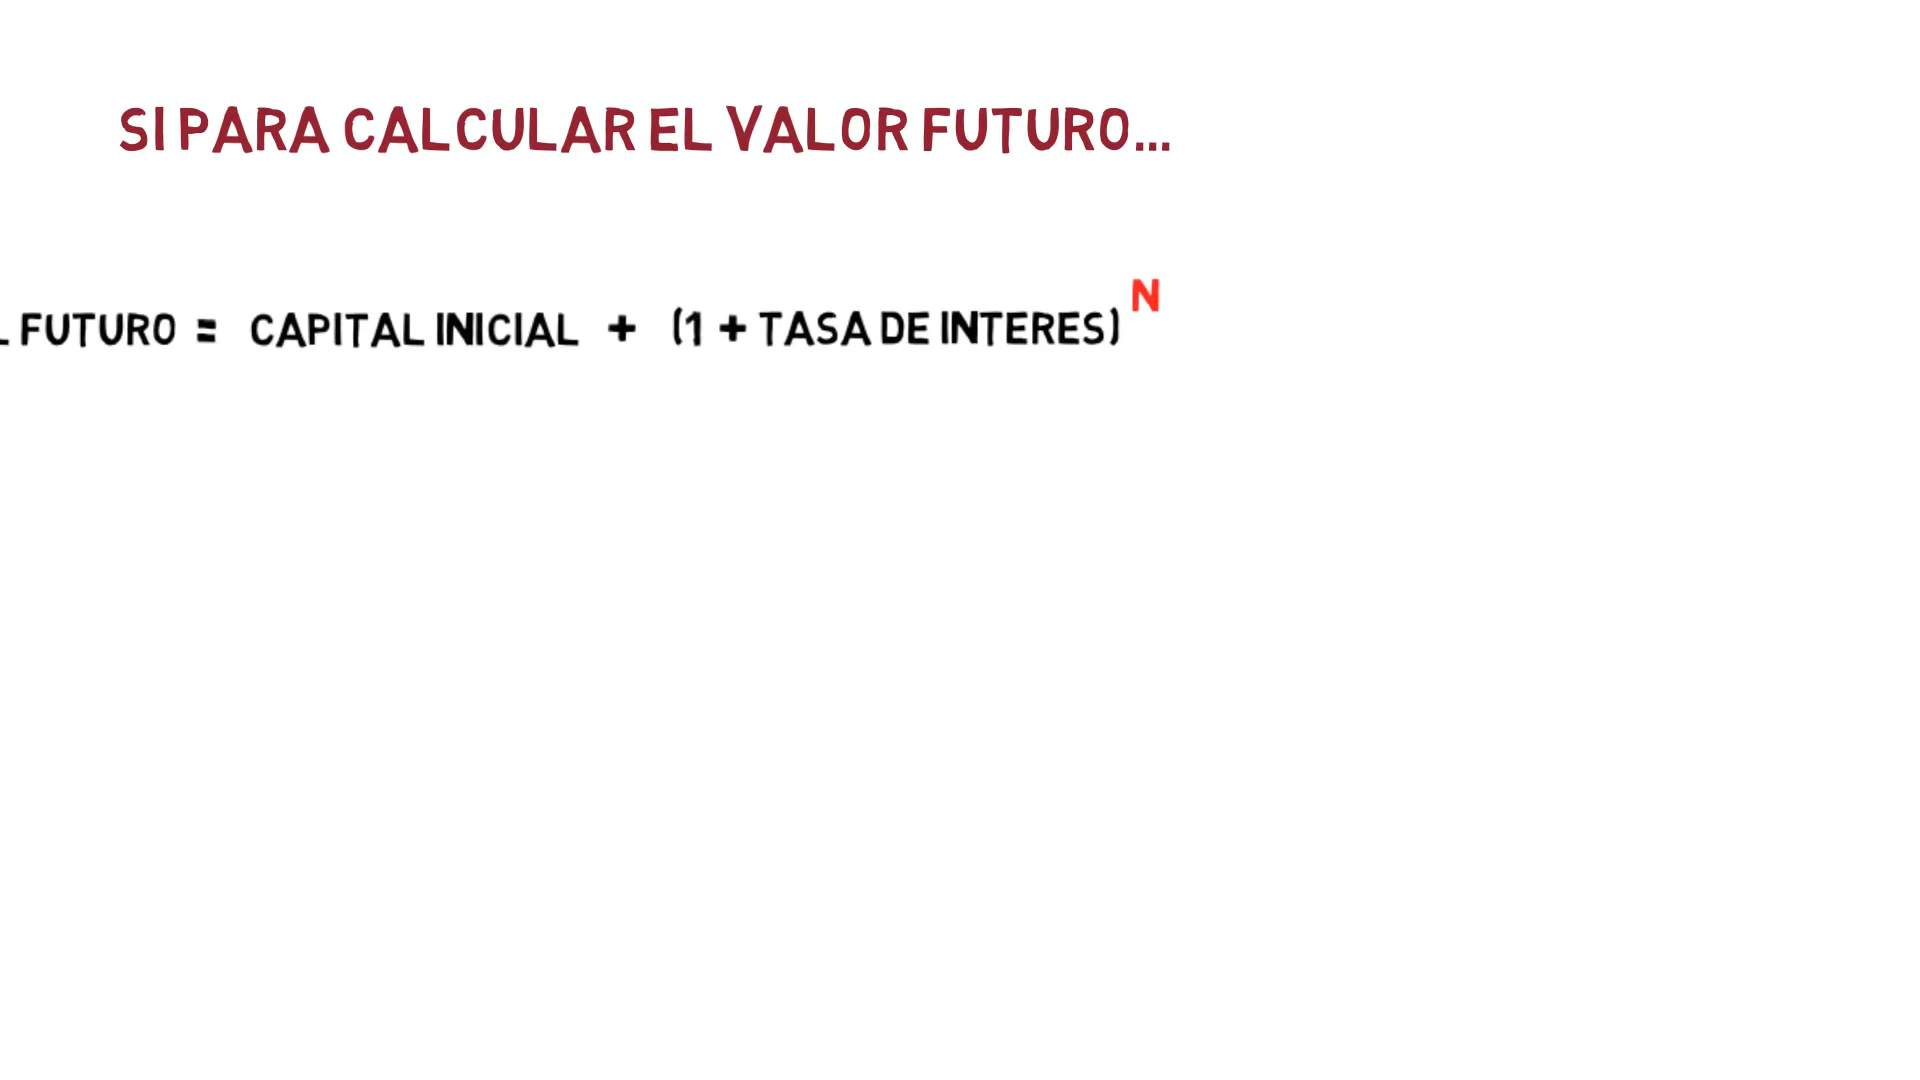 SI PARA CALCULAR EL VALOR FUTURO...
N
L FUTURO = CAPITAL INICIAL + (1 + TASA DE INTERES)